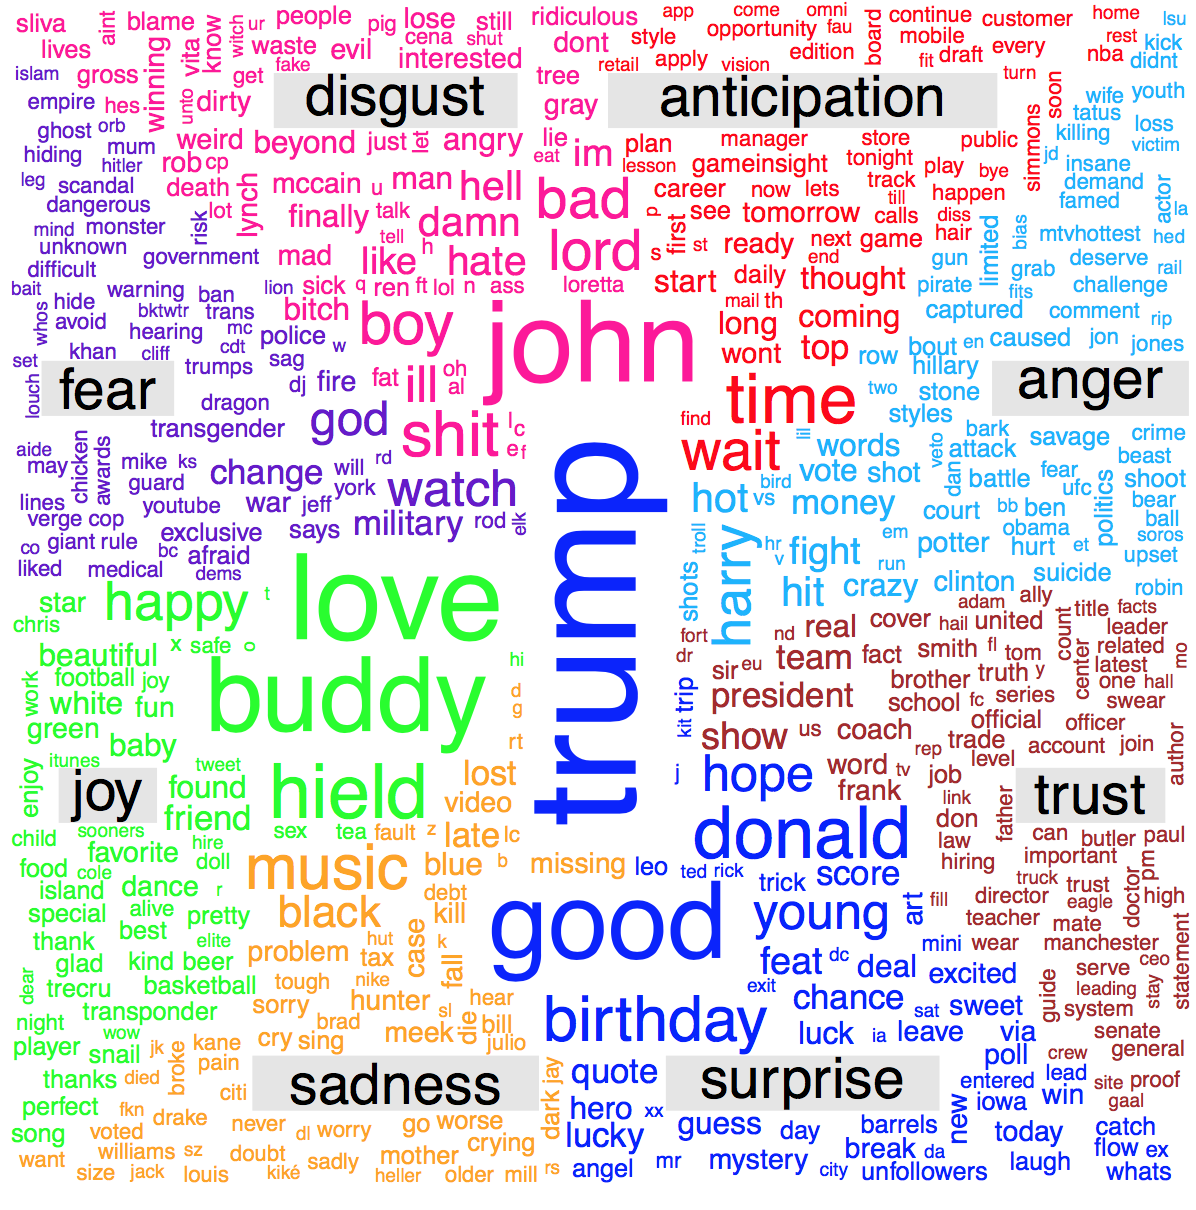 sliva aint blame ur people pig lose still ridiculous app come omni continue customer home lsu
lives winning vita know witch waste evil cena shut interested dont style opportunity fau board mobile rest kick
islam gross fake get tree retail apply vision edition fit draft every nba didnt
empire hes unto dirty disgust gray anticipation turn soon wife youth
ghost orb mum weird beyond just let angry lie im plan manager store public simmons tatus killing loss
hiding hitler rob cp eat lesson gameinsight tonight play bye jd insane victim
leg scandal death lynch mccain u man hell bad career now lets track happen demand
dangerous risk lot finally talk damn p first see tomorrow till calls diss famed actor la
mind monster tell h lord s st ready next game hair limited bias mtvhottest hed
unknown government mad like hate end gun grab deserve rail
difficult lion sick q ren ft lol n ass loretta start daily thought pirate fits challenge
bait hide warning ban bitch boy john mail th captured comment rip
whos avoid bktwtr trans long coming
hearing mc police w wont top row bout en caused jon jones
set khan cliff cdt sag oh hillary
fear trumps dj fire fat ill al time two stone anger
louch dragon god shit l c find styles
transgender e f wait lil words veto bark attack savage crime
aide may chicken awards mike ks change will rd bird vote shot dan fear beast
lines guard york watch hot vs money battle ufc shoot
verge cop youtube war jeff military rod elk trump troll court bb ben politics bear ball
co giant rule exclusive says harry hr v fight em potter obama soros
liked bc afraid hurt et upset
medical dems love shots run crazy clinton suicide robin
star happy t hit adam ally
chris fort nd real cover hail united count title facts leader
beautiful x safe o buddy hi dr sir eu team fact smith fl tom center related mo
work football joy d kit trip president brother truth y latest one hall
white fun g school fc series swear
green baby rt show us coach official officer
itunes rep trade account join author
enjoy joy tweet found hield lost j hope word tv job level trust
friend video frank link father
child sooners sex tea fault z late lc donald don law can butler paul
favorite hire hiring important pm
food cole doll music blue b missing leo ted rick trick score truck
island dance r debt good art fill director trust eagle doctor high
special alive pretty black kill young teacher mate
thank best elite hut case k mini wear manchester statement
glad kind beer problem tax fall feat dc deal excited serve ceo
dear trecru basketball tough nike exit guide leading stay
transponder sorry hunter sl hear birthday chance sat sweet system
night wow brad meek die bill luck ia leave via senate
player snail jk broke kane cry sing julio poll crew general
thanks died pain sadness dark jay quote surprise entered lead site proof
perfect citi hero xx new iowa win gaal
song fkn drake never dl worry go worse lucky guess day barrels today catch
voted williams sz doubt crying break da flow ex
want mother angel mr mystery laugh
size jack louis kiké sadly heller older mill rs city unfollowers whats